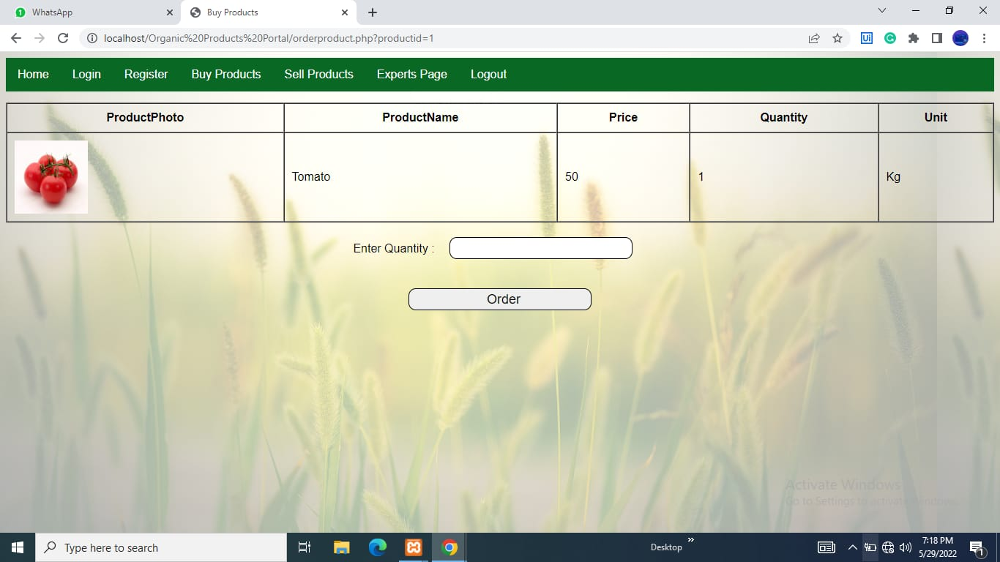 WhatsApp
Buy Products
localhost/Organic%20Products%20Portal/orderproduct.php?productid=1
Ui
G
Home Login Register Buy Products Sell Products Experts Page Logout
ProductPhoto ProductName Price Quantity Unit
Tomato 50 1 Kg
Enter Quantity :
Order
Activate Windows
Go to Settings to activate Windows.
Type here to search
Desktop
7:18 PM
5/29/2022
1